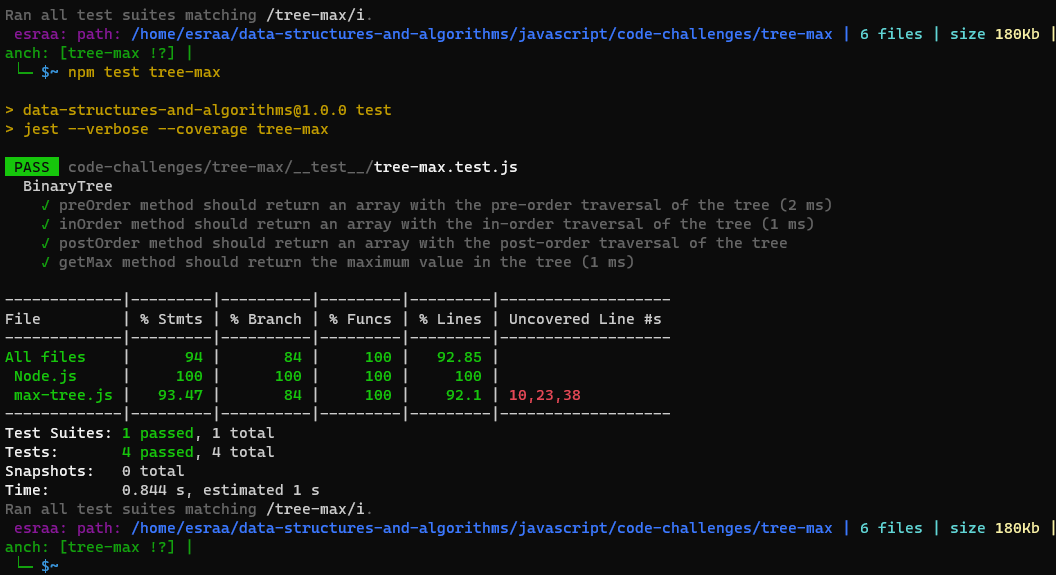 Ran all test suites matching /tree-max/i.
esraa: path: /home/esraa/data-structures-and-algorithms/javascript/code-challenges/tree-max | 6 files | size 180Kb |
anch: [tree-max !?] |
└─ $~ npm test tree-max
> data-structures-and-algorithms@1.0.0 test
> jest --verbose --coverage tree-max
PASS code-challenges/tree-max/__test__/tree-max.test.js
BinaryTree
✓ preOrder method should return an array with the pre-order traversal of the tree (2 ms)
✓ inOrder method should return an array with the in-order traversal of the tree (1 ms)
✓ postOrder method should return an array with the post-order traversal of the tree
✓ getMax method should return the maximum value in the tree (1 ms)
-------------|---------|----------|---------|---------|-------------------
File         | % Stmts | % Branch | % Funcs | % Lines | Uncovered Line #s
-------------|---------|----------|---------|---------|-------------------
All files    |      94 |       84 |     100 |   92.85 |
 Node.js     |     100 |      100 |     100 |     100 |
 max-tree.js |   93.47 |       84 |     100 |    92.1 | 10,23,38
-------------|---------|----------|---------|---------|-------------------
Test Suites: 1 passed, 1 total
Tests:       4 passed, 4 total
Snapshots:   0 total
Time:        0.844 s, estimated 1 s
Ran all test suites matching /tree-max/i.
esraa: path: /home/esraa/data-structures-and-algorithms/javascript/code-challenges/tree-max | 6 files | size 180Kb |
anch: [tree-max !?] |
└─ $~